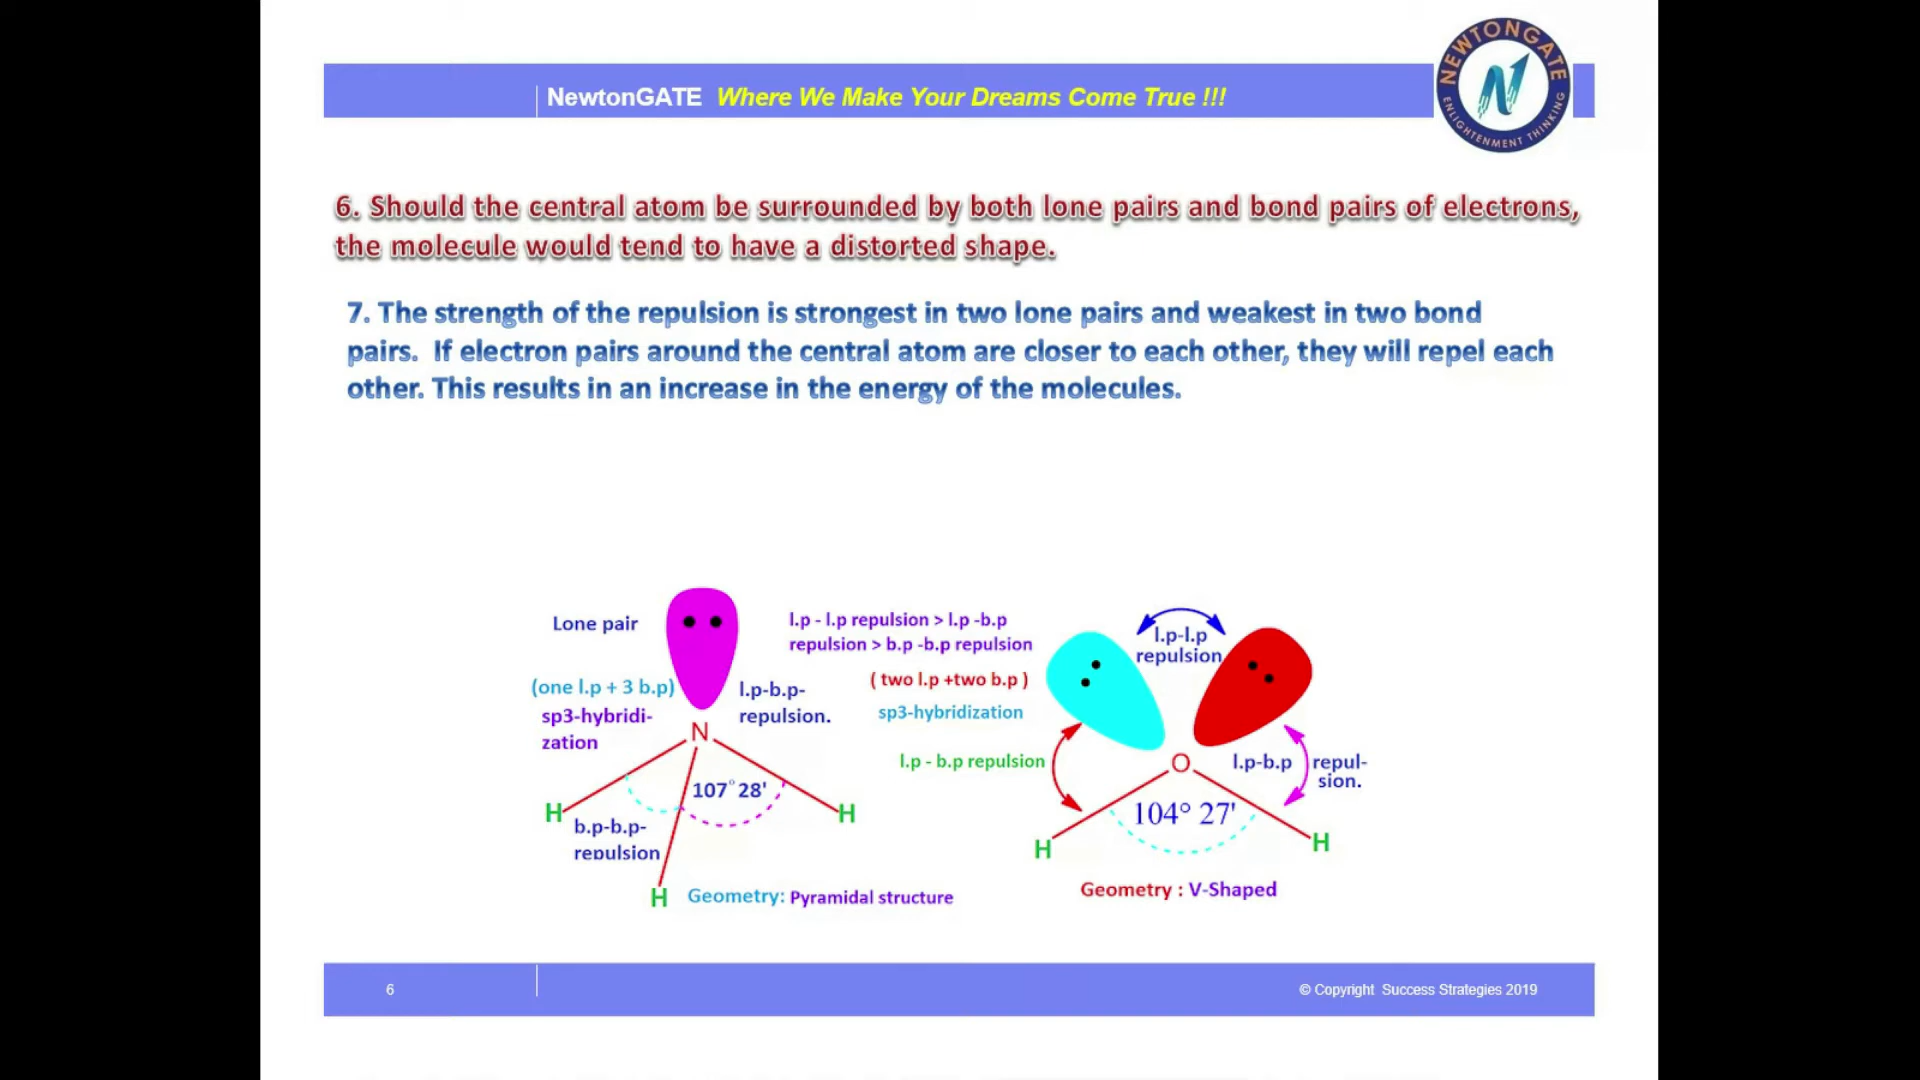 NewtonGATE Where We Make Your Dreams Come True !!!
NEWTONGATE
ENLIGHTENMENT THINKING
6. Should the central atom be surrounded by both lone pairs and bond pairs of electrons,
the molecule would tend to have a distorted shape.
7. The strength of the repulsion is strongest in two lone pairs and weakest in two bond
pairs. If electron pairs around the central atom are closer to each other, they will repel each
other. This results in an increase in the energy of the molecules.
Lone pair
(one l.p + 3 b.p)
sp3-hybridi-
zation
l.p-b.p-
repulsion.
N
107° 28'
H
H
b.p-b.p-
repulsion
H
Geometry: Pyramidal structure
l.p - l.p repulsion > l.p -b.p
repulsion > b.p -b.p repulsion
( two l.p +two b.p )
sp3-hybridization
l.p - b.p repulsion
l.p-l.p
repulsion
O
l.p-b.p repul-
sion.
104° 27'
H
H
Geometry : V-Shaped
6
© Copyright Success Strategies 2019